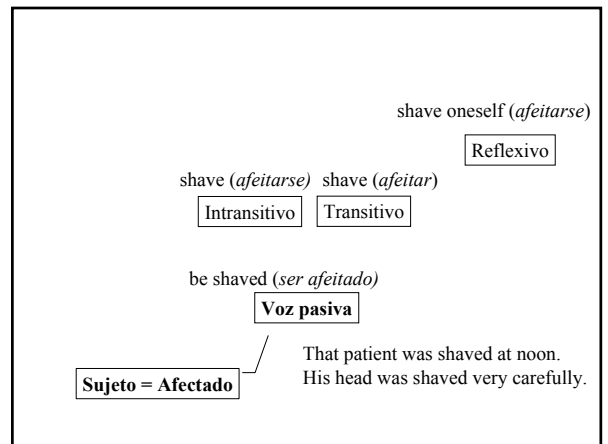 shave oneself (afeitarse)
Reflexivo
shave (afeitarse) shave (afeitar)
Intransitivo Transitivo
be shaved (ser afeitado)
Voz pasiva
That patient was shaved at noon.
His head was shaved very carefully.
Sujeto = Afectado